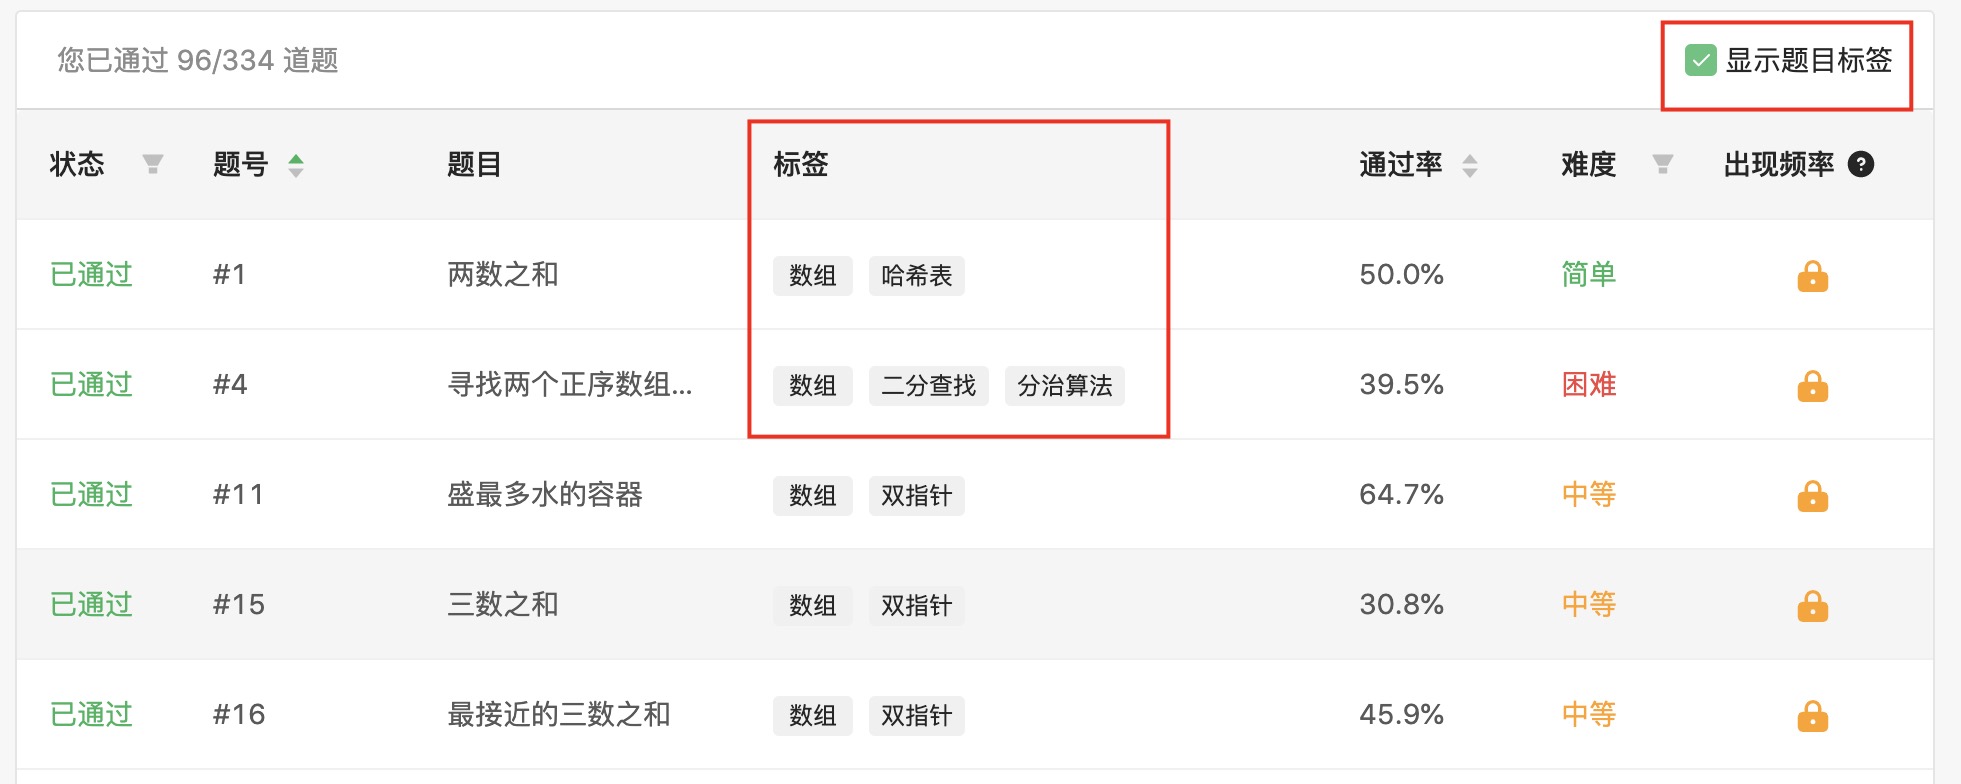 您已通过 96/334 道题 显示题目标签
状态 题号 题目 标签 通过率 难度 出现频率 ?
已通过 #1 两数之和 数组 哈希表 50.0% 简单
已通过 #4 寻找两个正序数组... 数组 二分查找 分治算法 39.5% 困难
已通过 #11 盛最多水的容器 数组 双指针 64.7% 中等
已通过 #15 三数之和 数组 双指针 30.8% 中等
已通过 #16 最接近的三数之和 数组 双指针 45.9% 中等